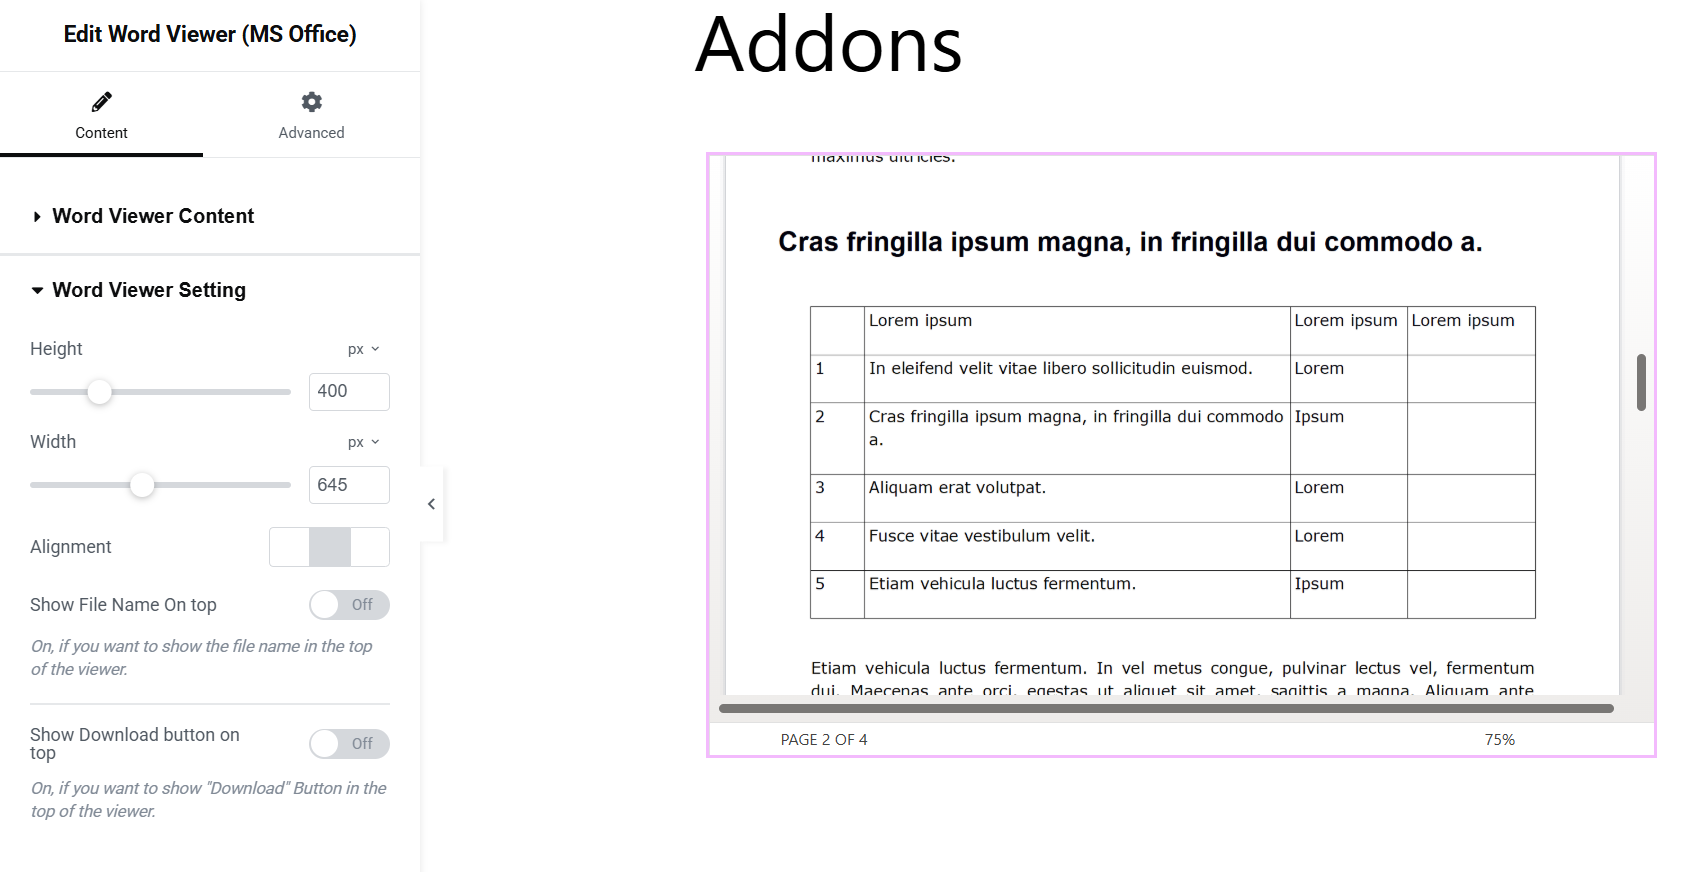 Edit Word Viewer (MS Office)
Content
Advanced
Word Viewer Content
Word Viewer Setting
Height
px
400
Width
px
645
Alignment
Show File Name On top
Off
On, if you want to show the file name in the top
of the viewer.
Show Download button on
top
Off
On, if you want to show "Download" Button in the
top of the viewer.
Addons
maximus ultricies.
Cras fringilla ipsum magna, in fringilla dui commodo a.
Lorem ipsum Lorem ipsum Lorem ipsum
1 In eleifend velit vitae libero sollicitudin euismod. Lorem
2 Cras fringilla ipsum magna, in fringilla dui commodo Ipsum
a.
3 Aliquam erat volutpat. Lorem
4 Fusce vitae vestibulum velit. Lorem
5 Etiam vehicula luctus fermentum. Ipsum
Etiam vehicula luctus fermentum. In vel metus congue, pulvinar lectus vel, fermentum
dui. Maecenas ante orci, egestas ut aliquet sit amet, sagittis a magna. Aliquam ante
PAGE 2 OF 4
75%